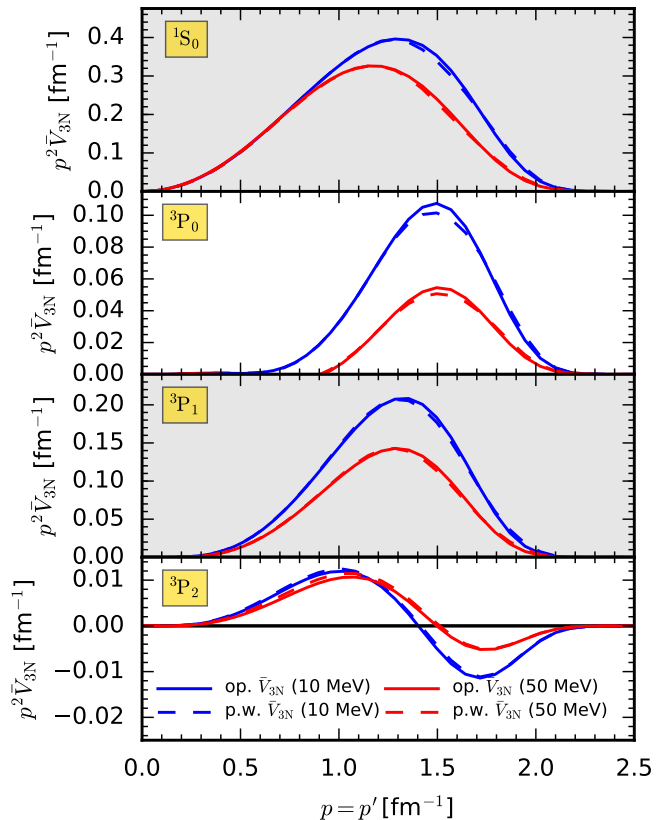 0.4
0.3
0.2
0.1
0.0
¹S₀
p² V̄₃N [fm⁻¹]
0.10
0.08
0.06
0.04
0.02
0.00
³P₀
p² V̄₃N [fm⁻¹]
0.20
0.15
0.10
0.05
0.00
³P₁
p² V̄₃N [fm⁻¹]
0.01
0.00
−0.01
−0.02
³P₂
p² V̄₃N [fm⁻¹]
op. V̄₃N (10 MeV)
op. V̄₃N (50 MeV)
p.w. V̄₃N (10 MeV)
p.w. V̄₃N (50 MeV)
0.0 0.5 1.0 1.5 2.0 2.5
p = p′ [fm⁻¹]